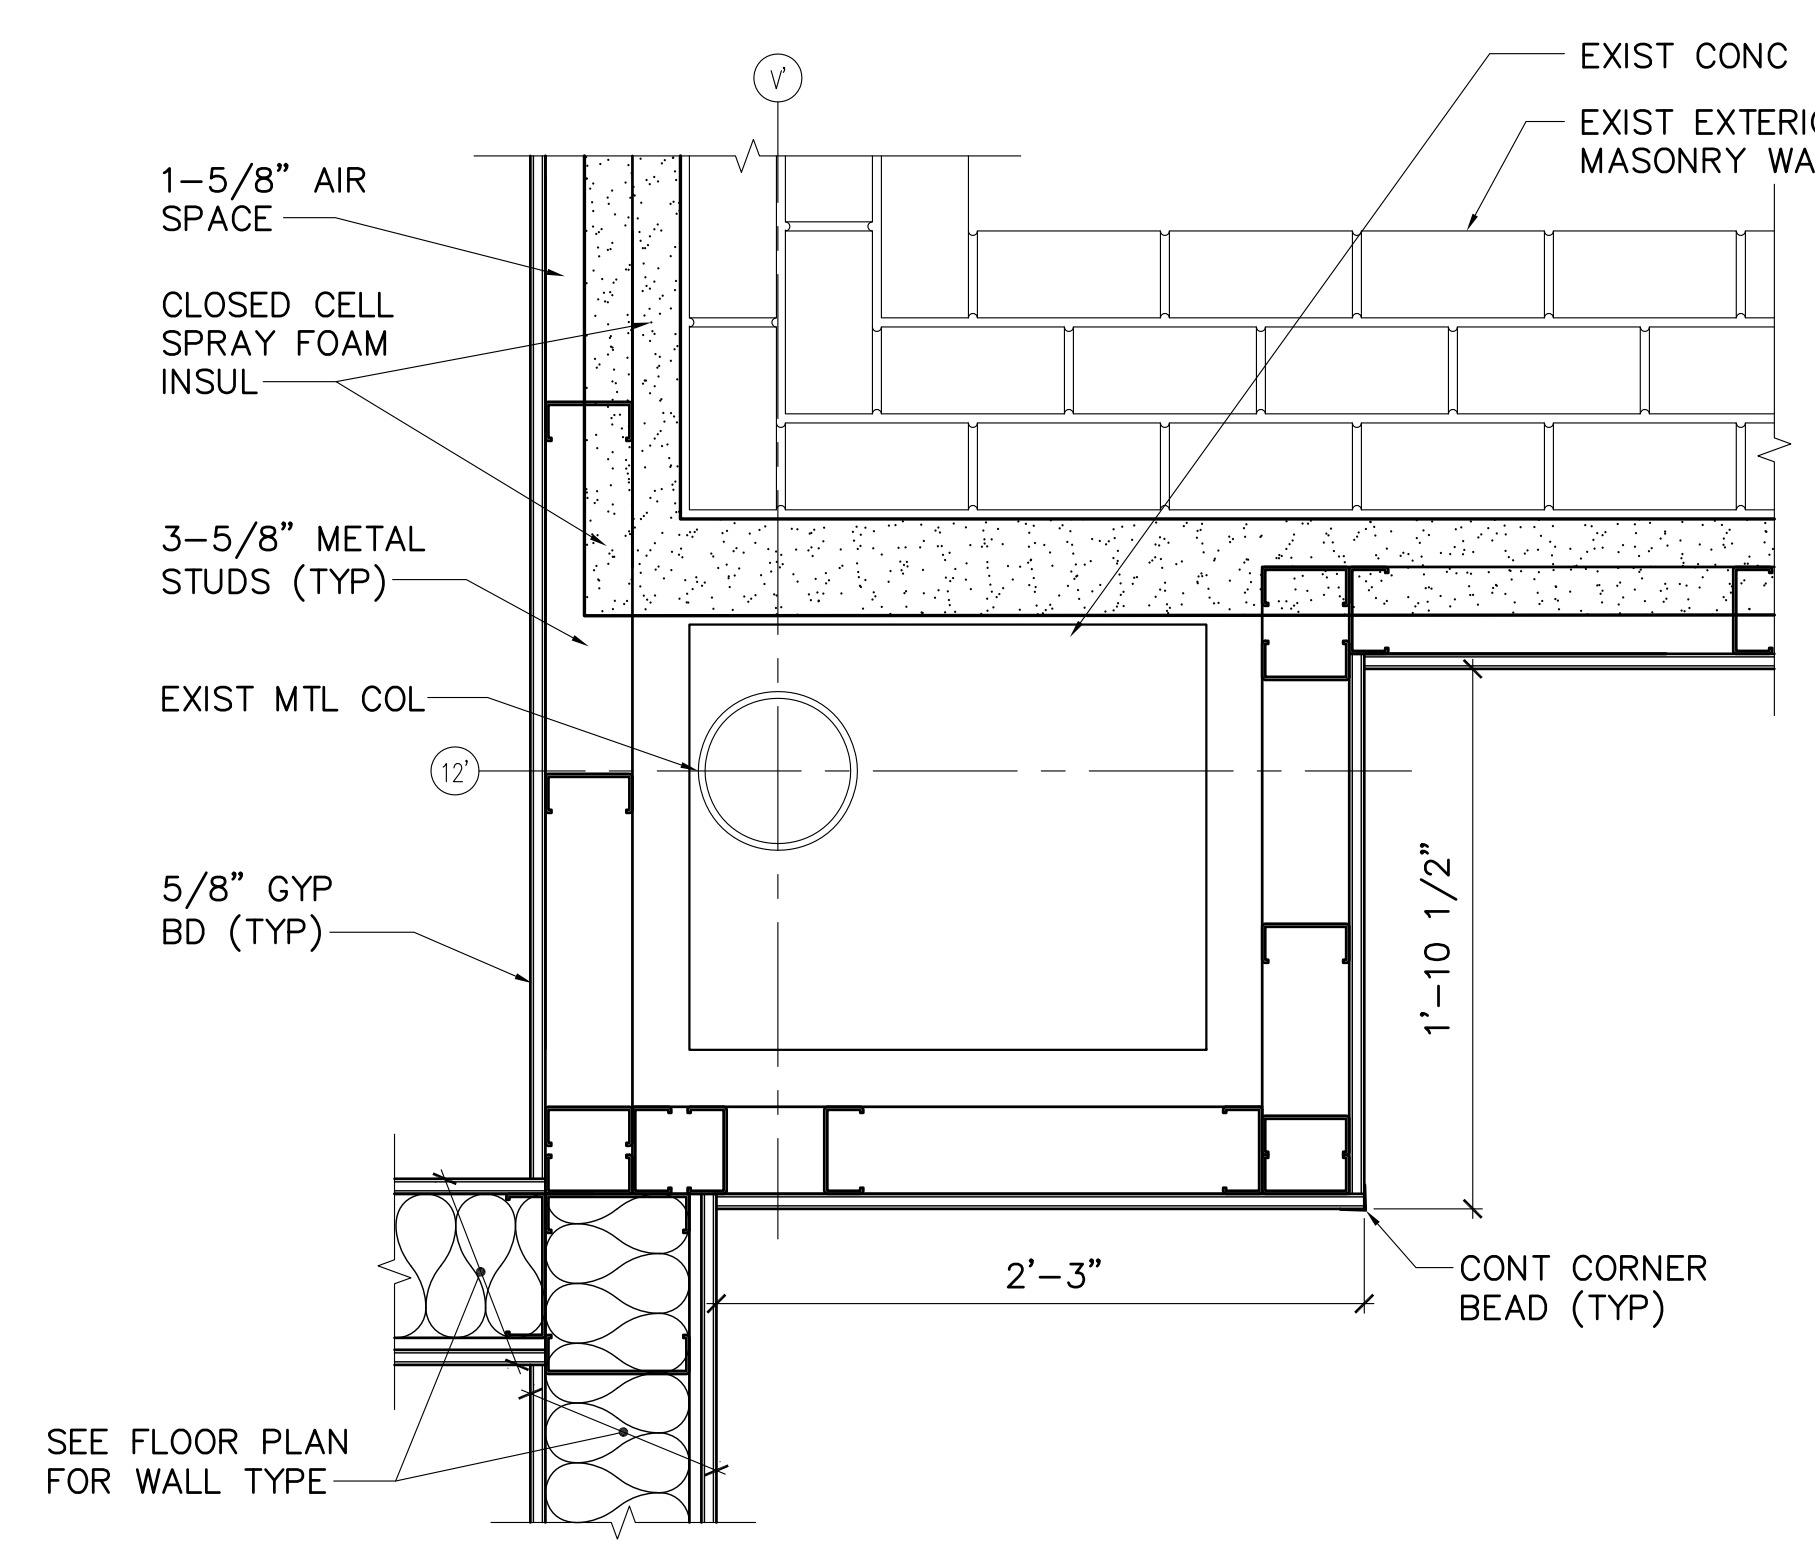 V'
EXIST CONC
EXIST EXTERIO
MASONRY WA
1-5/8" AIR
SPACE
CLOSED CELL
SPRAY FOAM
INSUL
3-5/8" METAL
STUDS (TYP)
EXIST MTL COL
12'
5/8" GYP
BD (TYP)
1'-10 1/2"
2'-3"
CONT CORNER
BEAD (TYP)
SEE FLOOR PLAN
FOR WALL TYPE